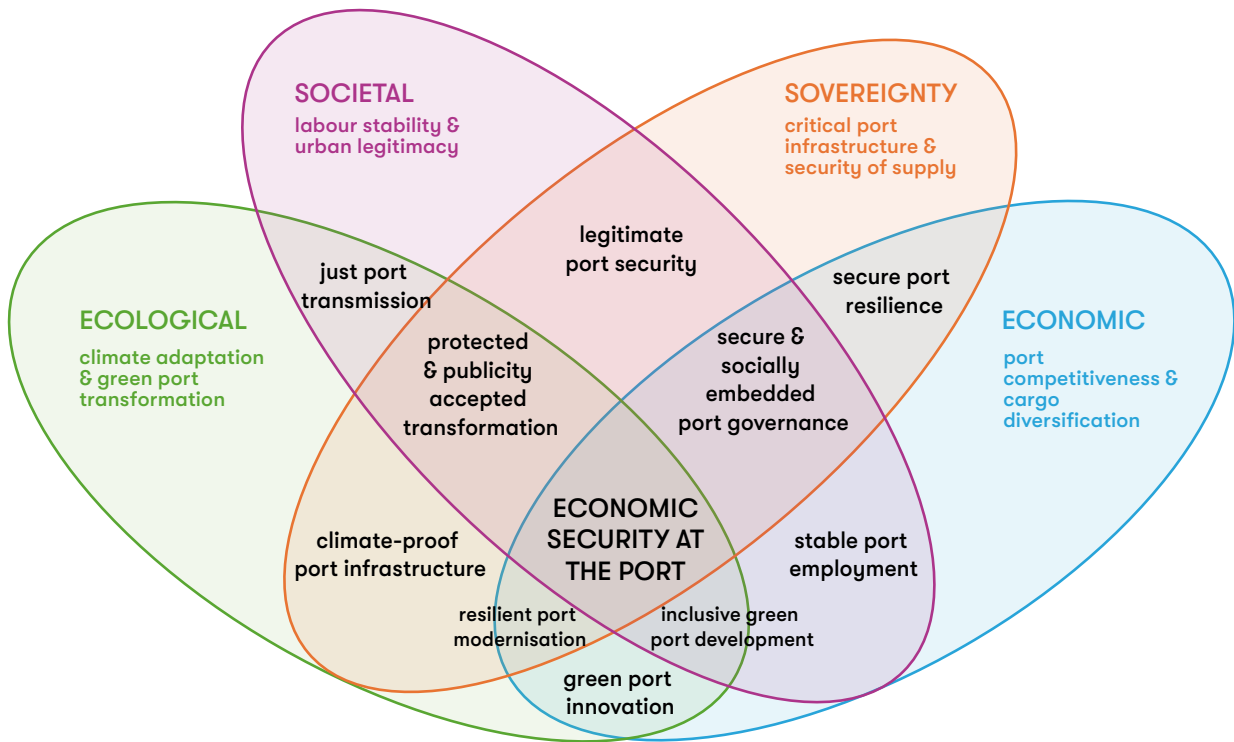 SOCIETAL
labour stability &
urban legitimacy
SOVEREIGNTY
critical port
infrastructure &
security of supply
ECOLOGICAL
climate adaptation
& green port
transformation
ECONOMIC
port
competitiveness &
cargo
diversification
legitimate
port security
just port
transmission
secure port
resilience
protected
& publicity
accepted
transformation
secure &
socially
embedded
port governance
climate-proof
port infrastructure
ECONOMIC
SECURITY AT
THE PORT
stable port
employment
resilient port
modernisation
inclusive green
port development
green port
innovation